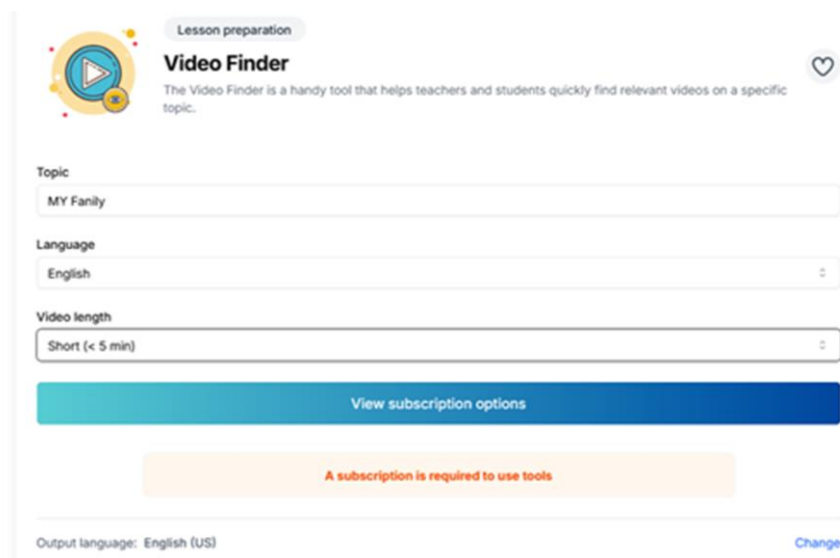 Lesson preparation
Video Finder
The Video Finder is a handy tool that helps teachers and students quickly find relevant videos on a specific
topic.
Topic
MY Fanily
Language
English
Video length
Short (< 5 min)
View subscription options
A subscription is required to use tools
Output language: English (US)
Change